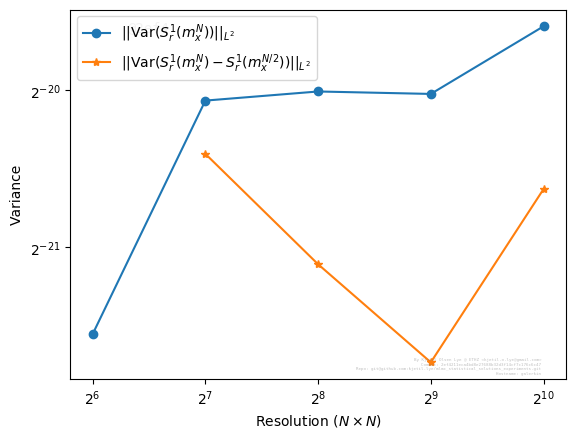 ||Var(S_r^1(m_x^N))||_{L^2}
||Var(S_r^1(m_x^N) − S_r^1(m_x^{N/2}))||_{L^2}
2^{-20}
2^{-21}
Variance
2^6
2^7
2^8
2^9
2^{10}
Resolution (N × N)